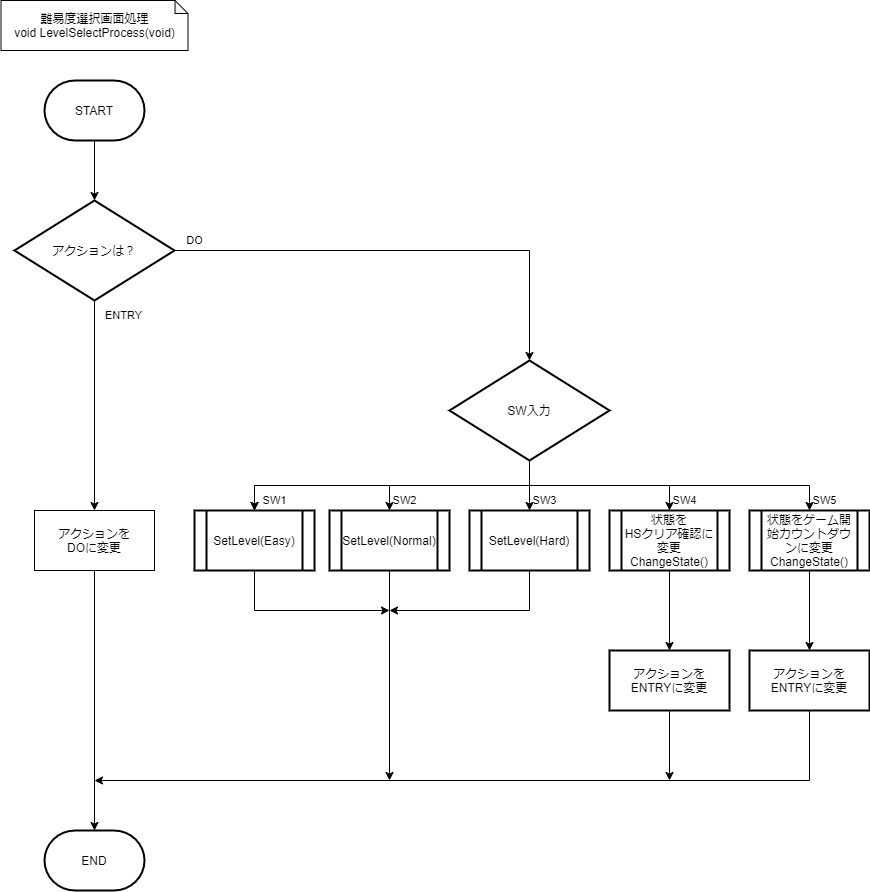 難易度選択画面処理
void LevelSelectProcess(void)
START
アクションは？
DO
ENTRY
SW入力
SW1
SW2
SW3
SW4
SW5
アクションを
DOに変更
SetLevel(Easy)
SetLevel(Normal)
SetLevel(Hard)
状態を
HSクリア確認に
変更
ChangeState()
状態をゲーム開
始カウントダウ
ンに変更
ChangeState()
アクションを
ENTRYに変更
アクションを
ENTRYに変更
END